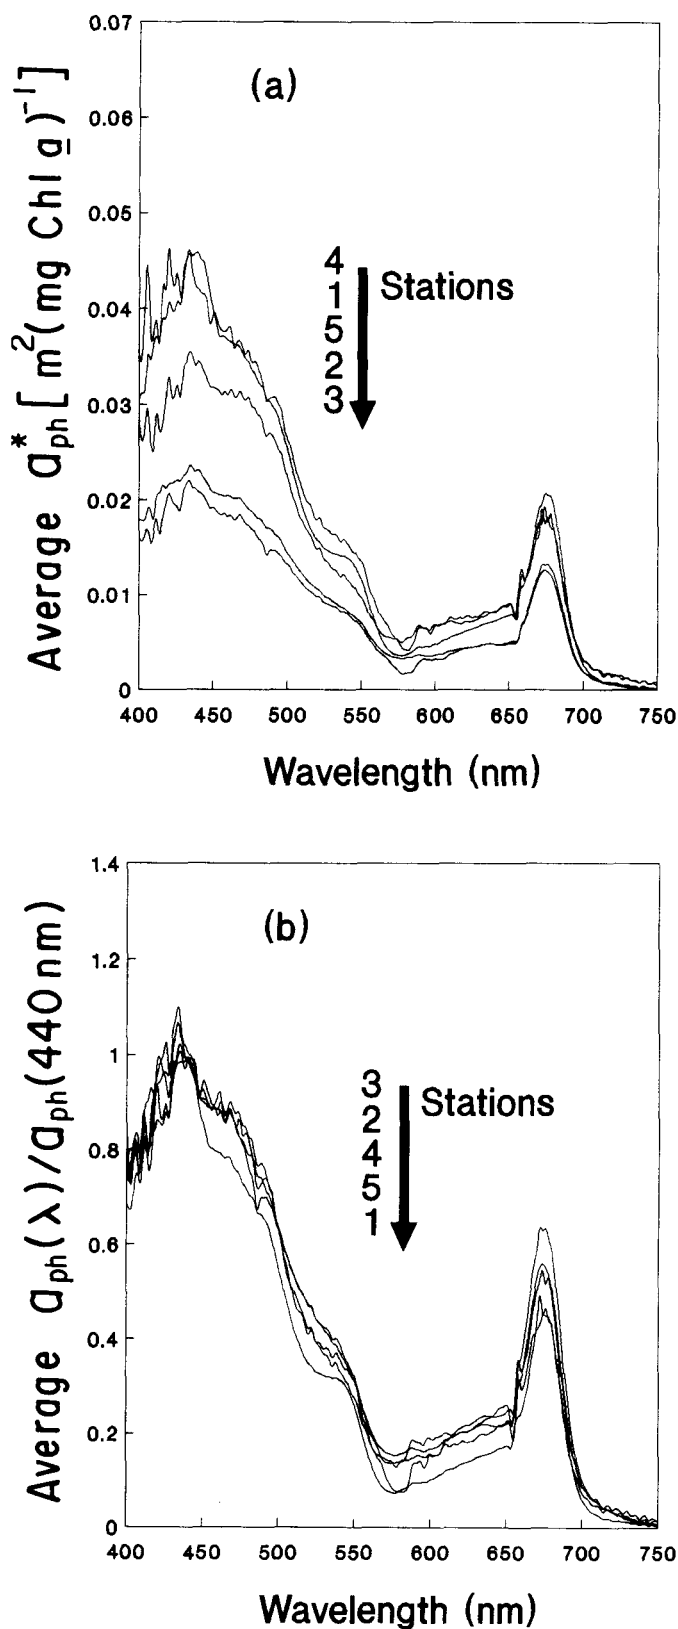 0.07
(a)
0.06
0.05
0.04
0.03
0.02
0.01
0
Average a*ph [m²(mg Chl a)⁻¹]
4
1
5
2
3
Stations
400 450 500 550 600 650 700 750
Wavelength (nm)
1.4
(b)
1.2
1
0.8
0.6
0.4
0.2
0
Average aph(λ)/aph(440nm)
3
2
4
5
1
Stations
400 450 500 550 600 650 700 750
Wavelength (nm)